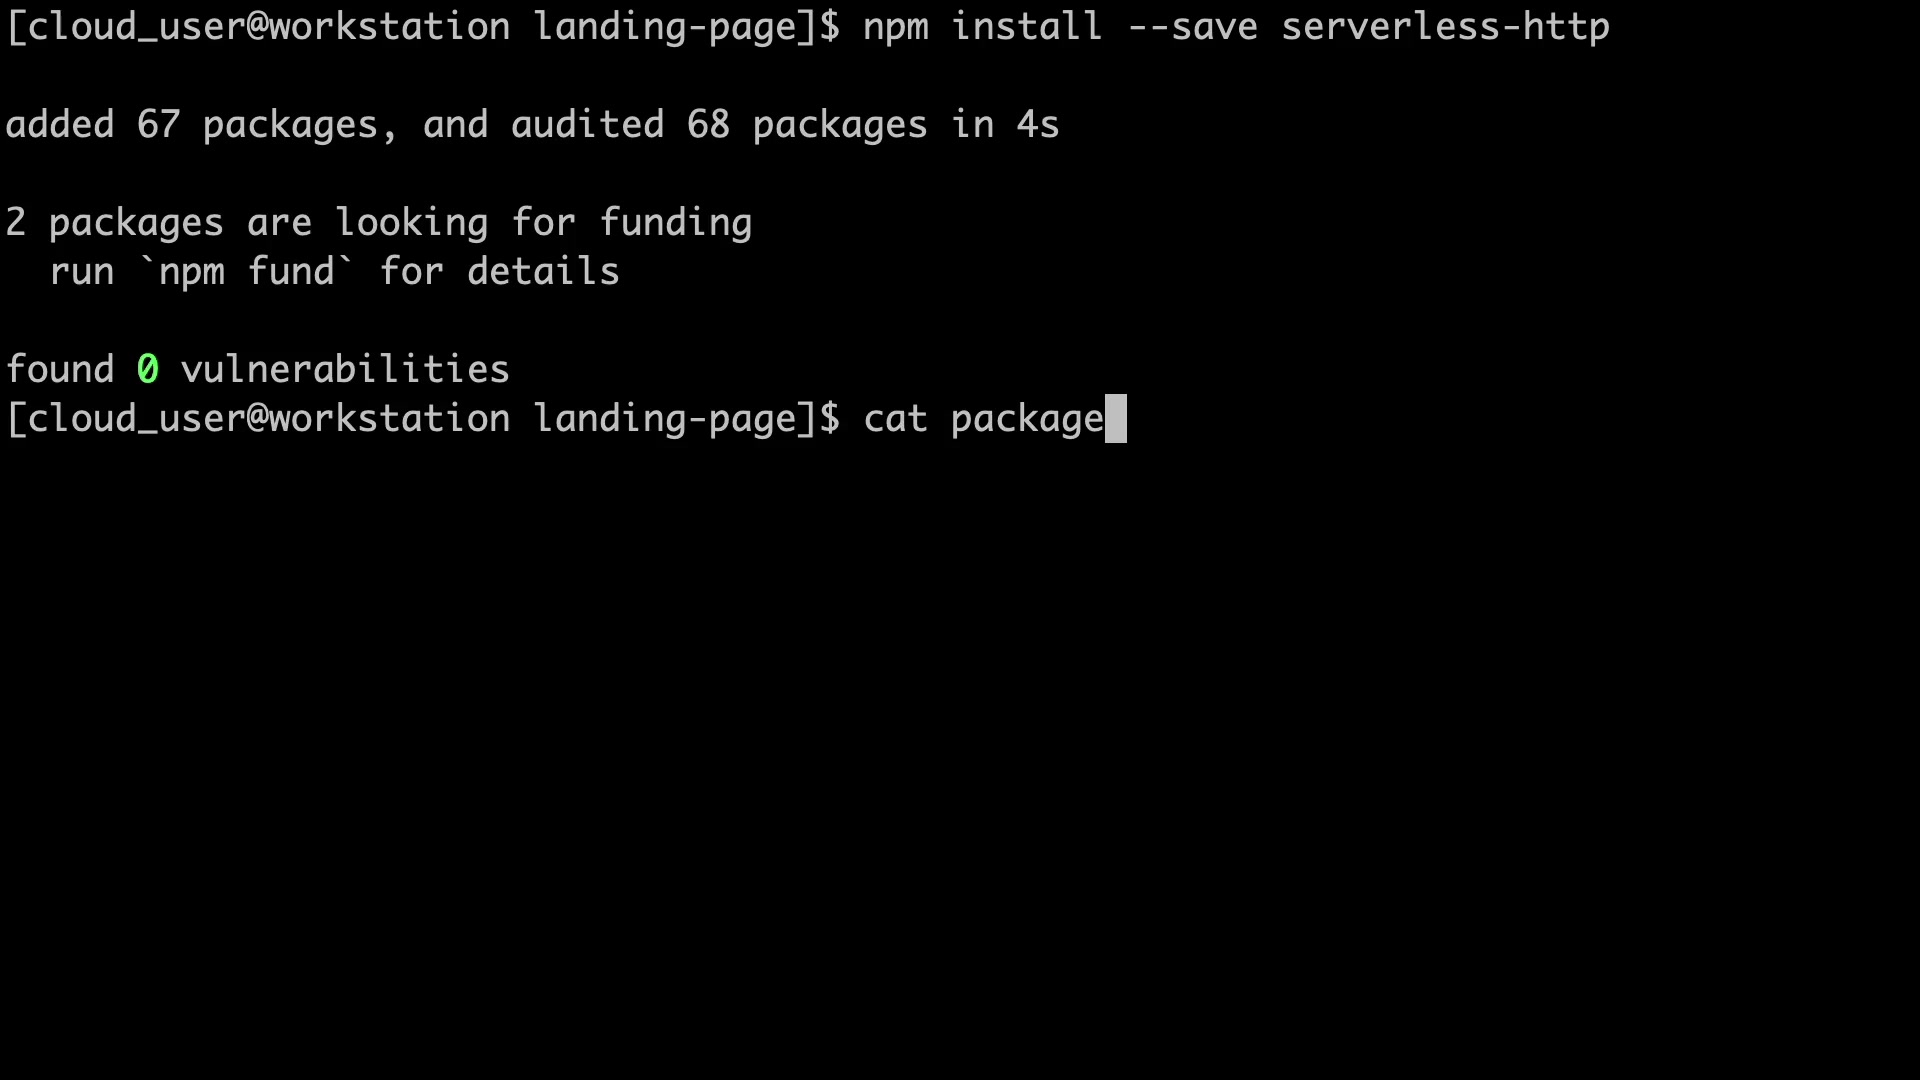 [cloud_user@workstation landing-page]$ npm install --save serverless-http
added 67 packages, and audited 68 packages in 4s
2 packages are looking for funding
  run `npm fund` for details
found 0 vulnerabilities
[cloud_user@workstation landing-page]$ cat package